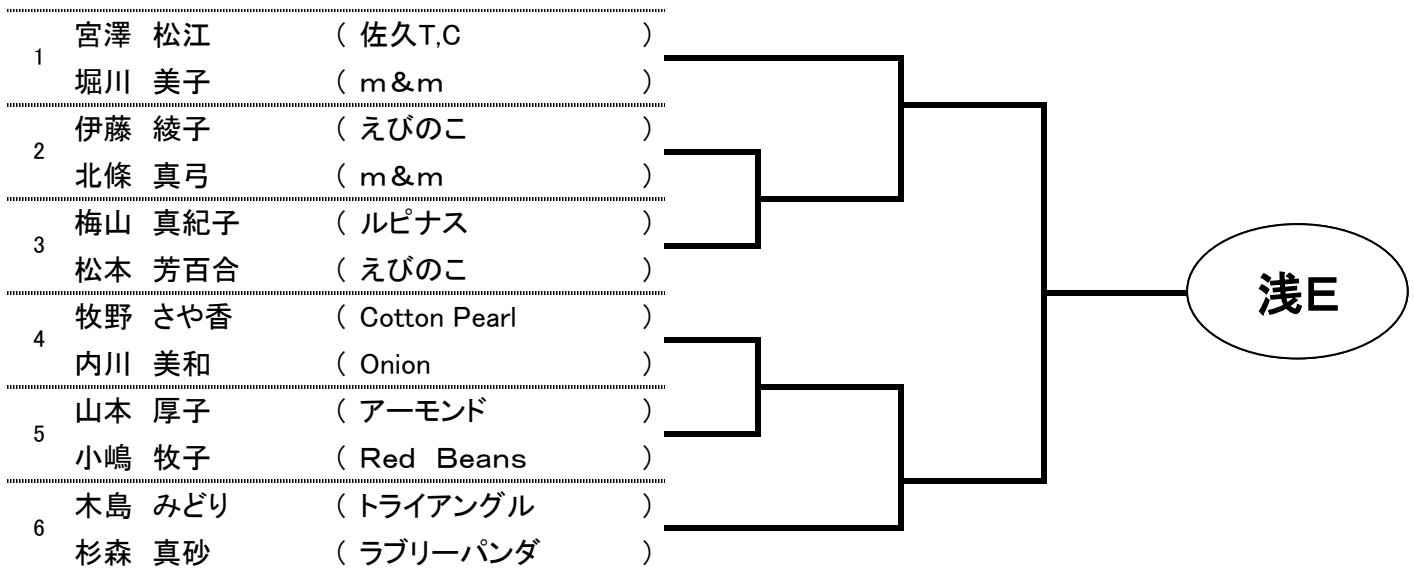 1
宮澤 松江 ( 佐久T,C )
堀川 美子 ( m&m )
2
伊藤 綾子 ( えびのこ )
北條 真弓 ( m&m )
3
梅山 真紀子 ( ルピナス )
松本 芳百合 ( えびのこ )
4
牧野 さや香 ( Cotton Pearl )
内川 美和 ( Onion )
5
山本 厚子 ( アーモンド )
小嶋 牧子 ( Red Beans )
6
木島 みどり ( トライアングル )
杉森 真砂 ( ラブリーパンダ )
浅E